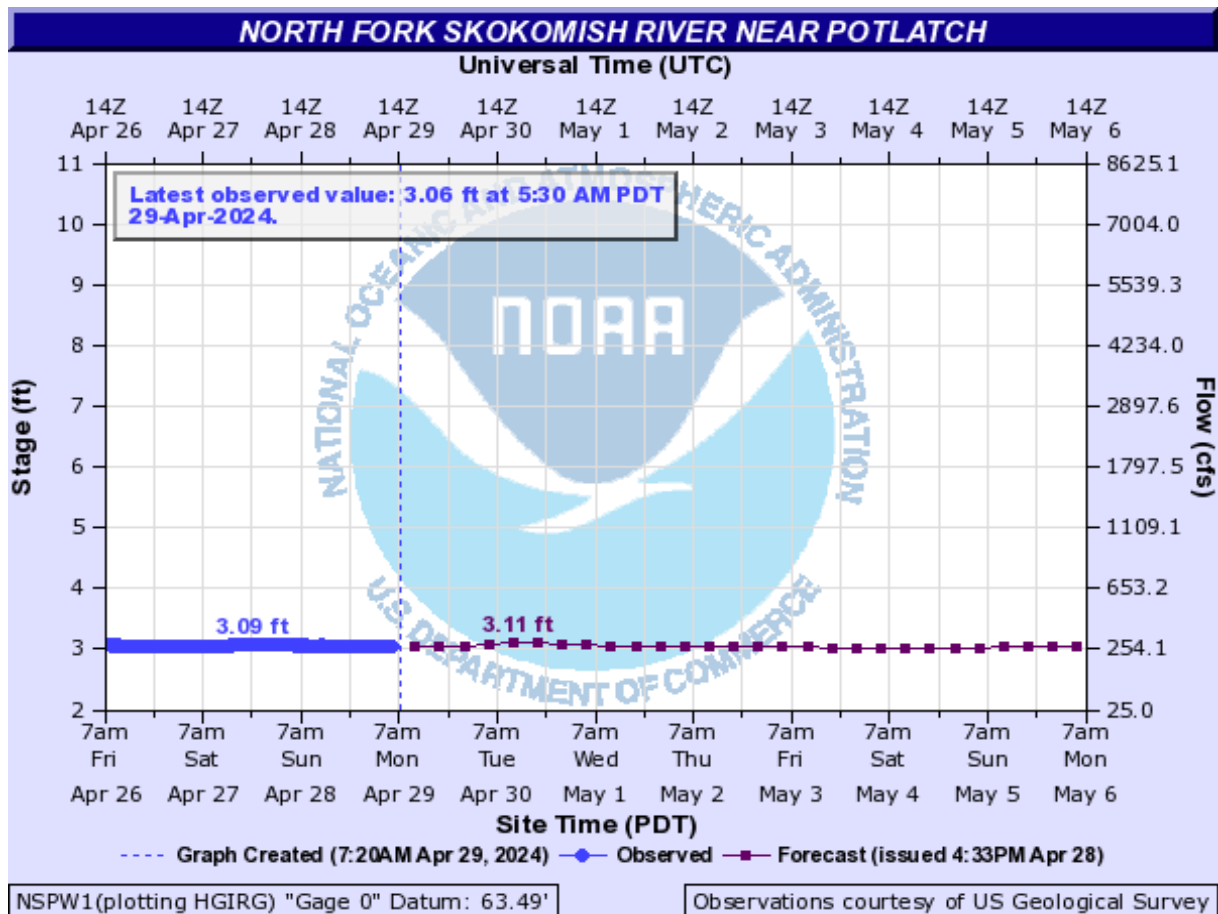 NORTH FORK SKOKOMISH RIVER NEAR POTLATCH
Universal Time (UTC)
14Z 14Z 14Z 14Z 14Z 14Z 14Z 14Z 14Z 14Z 14Z
Apr 26 Apr 27 Apr 28 Apr 29 Apr 30 May 1 May 2 May 3 May 4 May 5 May 6
Latest observed value: 3.06 ft at 5:30 AM PDT
29-Apr-2024.
NATIONAL OCEANIC AND ATMOSPHERIC ADMINISTRATION
NOAA
U.S. DEPARTMENT OF COMMERCE
Stage (ft)
11
10
9
8
7
6
5
4
3
2
3.09 ft
3.11 ft
8625.1
7004.0
5539.3
4234.0
2897.6
1797.5
1109.1
653.2
254.1
25.0
Flow (cfs)
7am 7am 7am 7am 7am 7am 7am 7am 7am 7am 7am
Fri Sat Sun Mon Tue Wed Thu Fri Sat Sun Mon
Apr 26 Apr 27 Apr 28 Apr 29 Apr 30 May 1 May 2 May 3 May 4 May 5 May 6
Site Time (PDT)
Graph Created (7:20AM Apr 29, 2024) Observed Forecast (issued 4:33PM Apr 28)
NSPW1(plotting HGIRG) "Gage 0" Datum: 63.49'
Observations courtesy of US Geological Survey